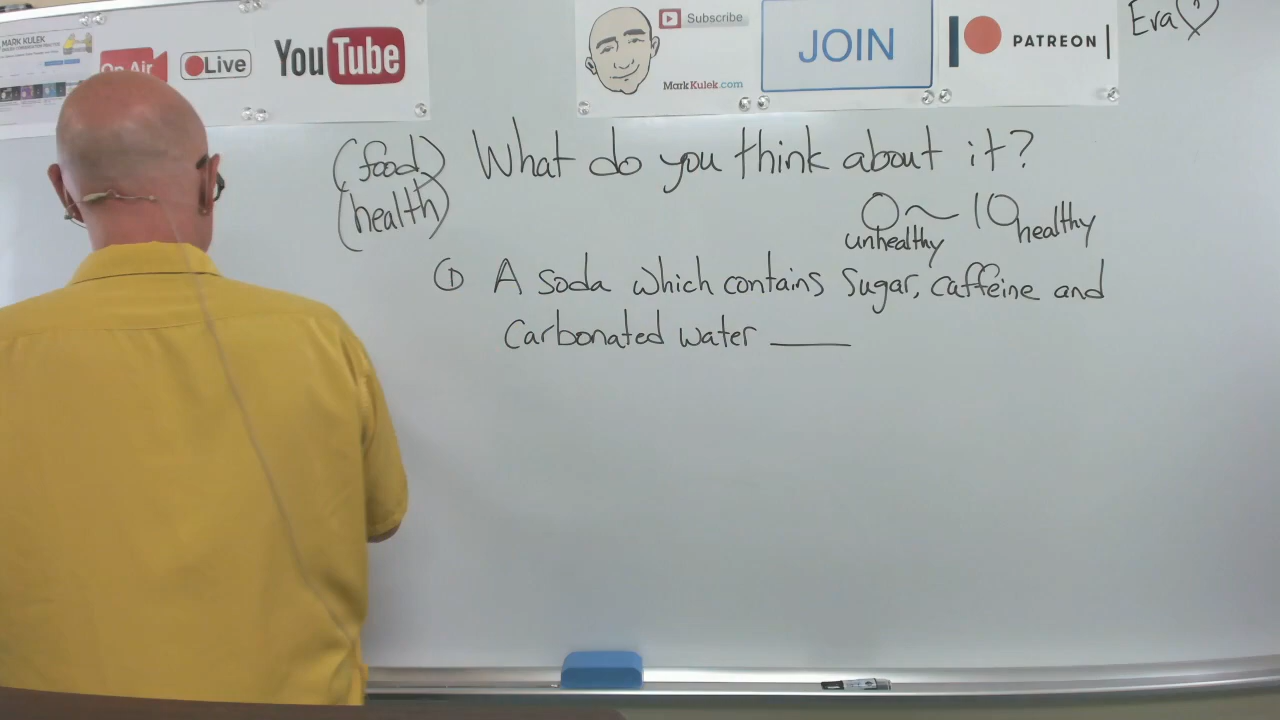 MARK KULEK
On Air
Live
YouTube
Subscribe
MarkKulek.com
JOIN
PATREON
Eva
(food) What do you think about it?
(health)
0 ~ 10
unhealthy healthy
① A soda which contains sugar, caffeine and
carbonated water ____